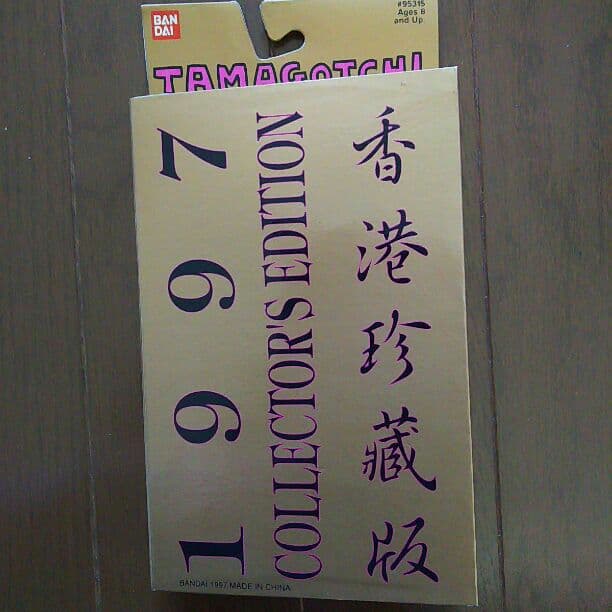 BAN
DAI
#95315
Ages 8
and Up
TAMAGOTCHI
1997
COLLECTOR'S EDITION
香港珍藏版
BANDAI 1997 MADE IN CHINA